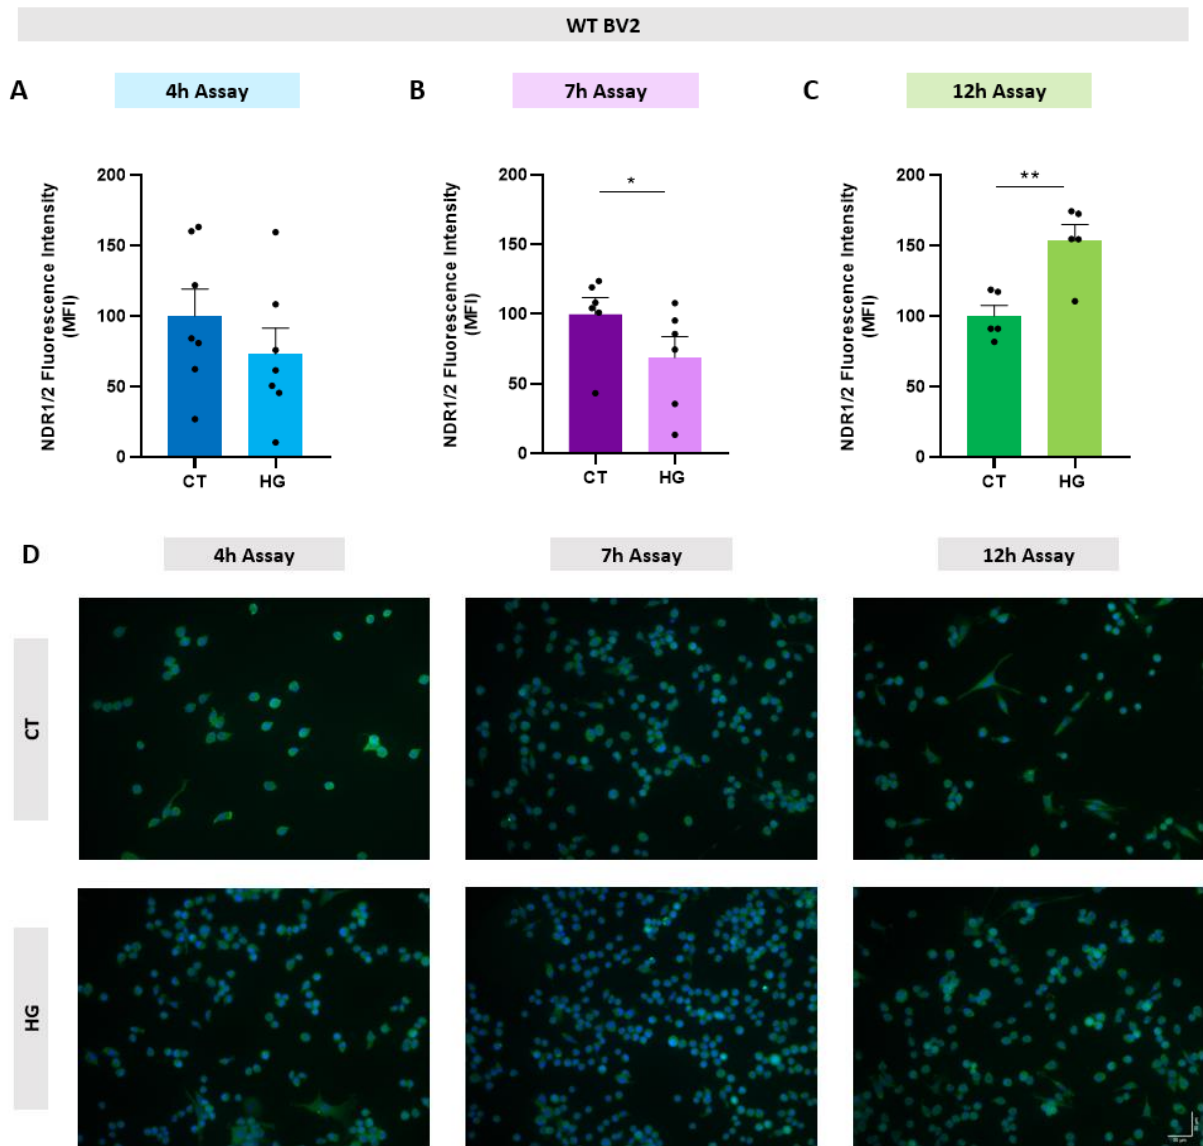 WT BV2
A 4h Assay B 7h Assay C 12h Assay
NDR1/2 Fluorescence Intensity
(MFI)
200
150
100
50
0
CT HG
NDR1/2 Fluorescence Intensity
(MFI)
200
150
100
50
0
*
CT HG
NDR1/2 Fluorescence Intensity
(MFI)
200
150
100
50
0
**
CT HG
D 4h Assay 7h Assay 12h Assay
CT
HG